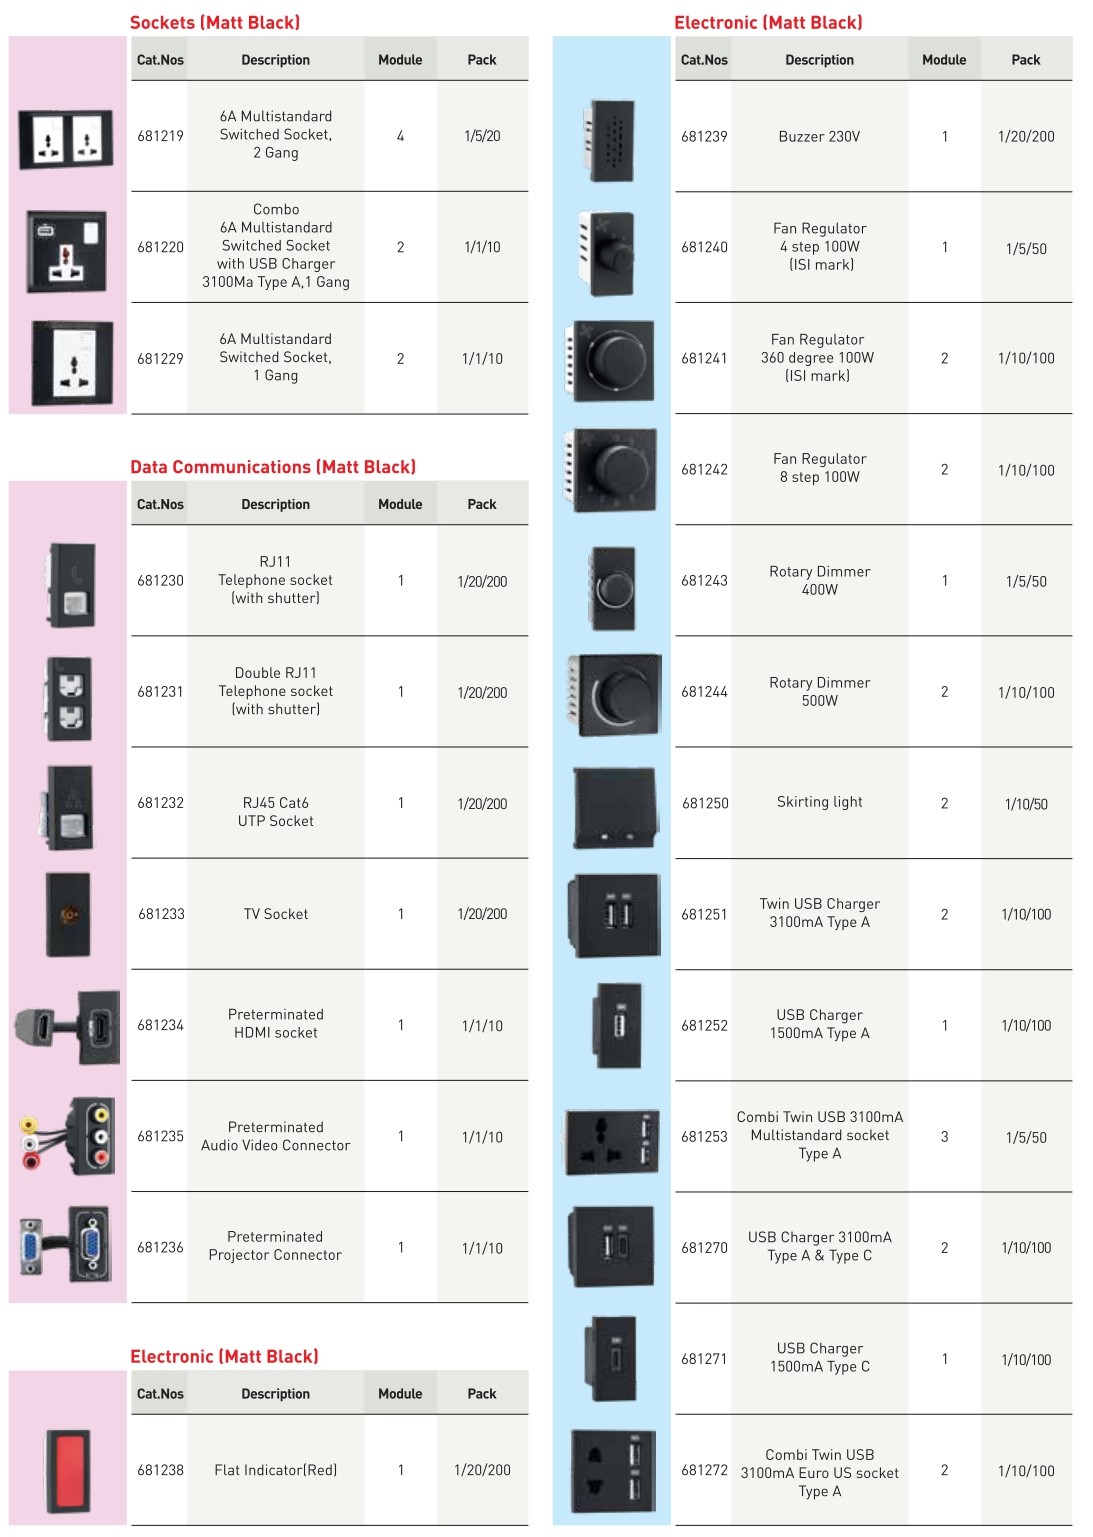 Sockets (Matt Black)
Cat.Nos Description Module Pack
681219 6A Multistandard Switched Socket, 2 Gang 4 1/5/20
681220 Combo 6A Multistandard Switched Socket with USB Charger 3100Ma Type A,1 Gang 2 1/1/10
681229 6A Multistandard Switched Socket, 1 Gang 2 1/1/10
Data Communications (Matt Black)
Cat.Nos Description Module Pack
681230 RJ11 Telephone socket (with shutter) 1 1/20/200
681231 Double RJ11 Telephone socket (with shutter) 1 1/20/200
681232 RJ45 Cat6 UTP Socket 1 1/20/200
681233 TV Socket 1 1/20/200
681234 Preterminated HDMI socket 1 1/1/10
681235 Preterminated Audio Video Connector 1 1/1/10
681236 Preterminated Projector Connector 1 1/1/10
Electronic (Matt Black)
Cat.Nos Description Module Pack
681238 Flat Indicator(Red) 1 1/20/200
Electronic (Matt Black)
Cat.Nos Description Module Pack
681239 Buzzer 230V 1 1/20/200
681240 Fan Regulator 4 step 100W (ISI mark) 1 1/5/50
681241 Fan Regulator 360 degree 100W (ISI mark) 2 1/10/100
681242 Fan Regulator 8 step 100W 2 1/10/100
681243 Rotary Dimmer 400W 1 1/5/50
681244 Rotary Dimmer 500W 2 1/10/100
681250 Skirting light 2 1/10/50
681251 Twin USB Charger 3100mA Type A 2 1/10/100
681252 USB Charger 1500mA Type A 1 1/10/100
681253 Combi Twin USB 3100mA Multistandard socket Type A 3 1/5/50
681270 USB Charger 3100mA Type A & Type C 2 1/10/100
681271 USB Charger 1500mA Type C 1 1/10/100
681272 Combi Twin USB 3100mA Euro US socket Type A 2 1/10/100